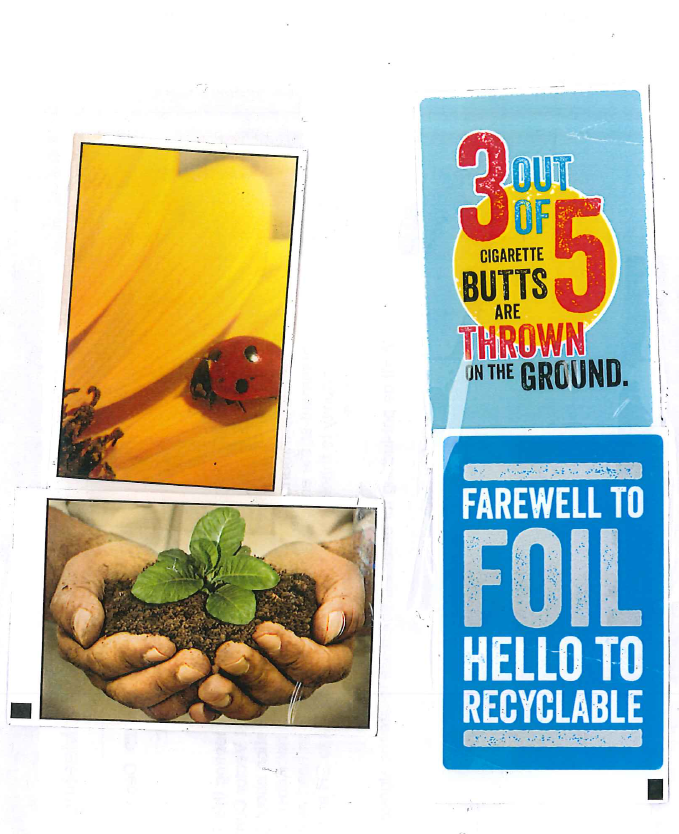 3 OUT
OF 5
CIGARETTE
BUTTS
ARE
THROWN
ON THE GROUND.
FAREWELL TO
FOIL
HELLO TO
RECYCLABLE